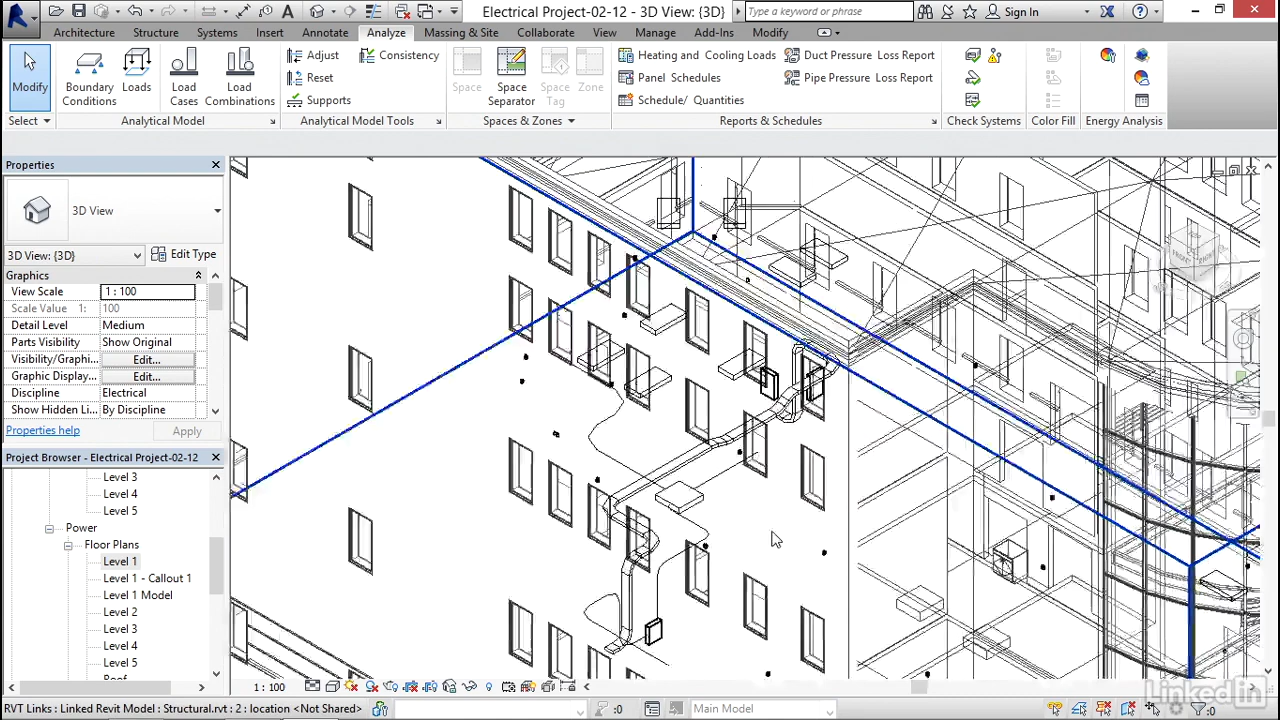 Electrical Project-02-12 - 3D View: {3D}
Type a keyword or phrase
Sign In
Architecture Structure Systems Insert Annotate Analyze Massing & Site Collaborate View Manage Add-Ins Modify
Modify
Boundary Conditions
Loads
Load Cases
Load Combinations
Adjust
Reset
Supports
Consistency
Space
Space Separator
Space Tag
Zone
Heating and Cooling Loads
Panel Schedules
Schedule/ Quantities
Duct Pressure Loss Report
Pipe Pressure Loss Report
Select
Analytical Model
Analytical Model Tools
Spaces & Zones
Reports & Schedules
Check Systems
Color Fill
Energy Analysis
Properties
3D View
3D View: {3D}
Edit Type
Graphics
View Scale 1 : 100
Scale Value 1: 100
Detail Level Medium
Parts Visibility Show Original
Visibility/Graphi... Edit...
Graphic Display... Edit...
Discipline Electrical
Show Hidden Li... By Discipline
Properties help
Apply
Project Browser - Electrical Project-02-12
Level 3
Level 4
Level 5
Power
Floor Plans
Level 1
Level 1 - Callout 1
Level 1 Model
Level 2
Level 3
Level 4
Level 5
Roof
1 : 100
RVT Links : Linked Revit Model : Structural.rvt : 2 : location <Not Shared>
:0
Main Model
:0
Linked in